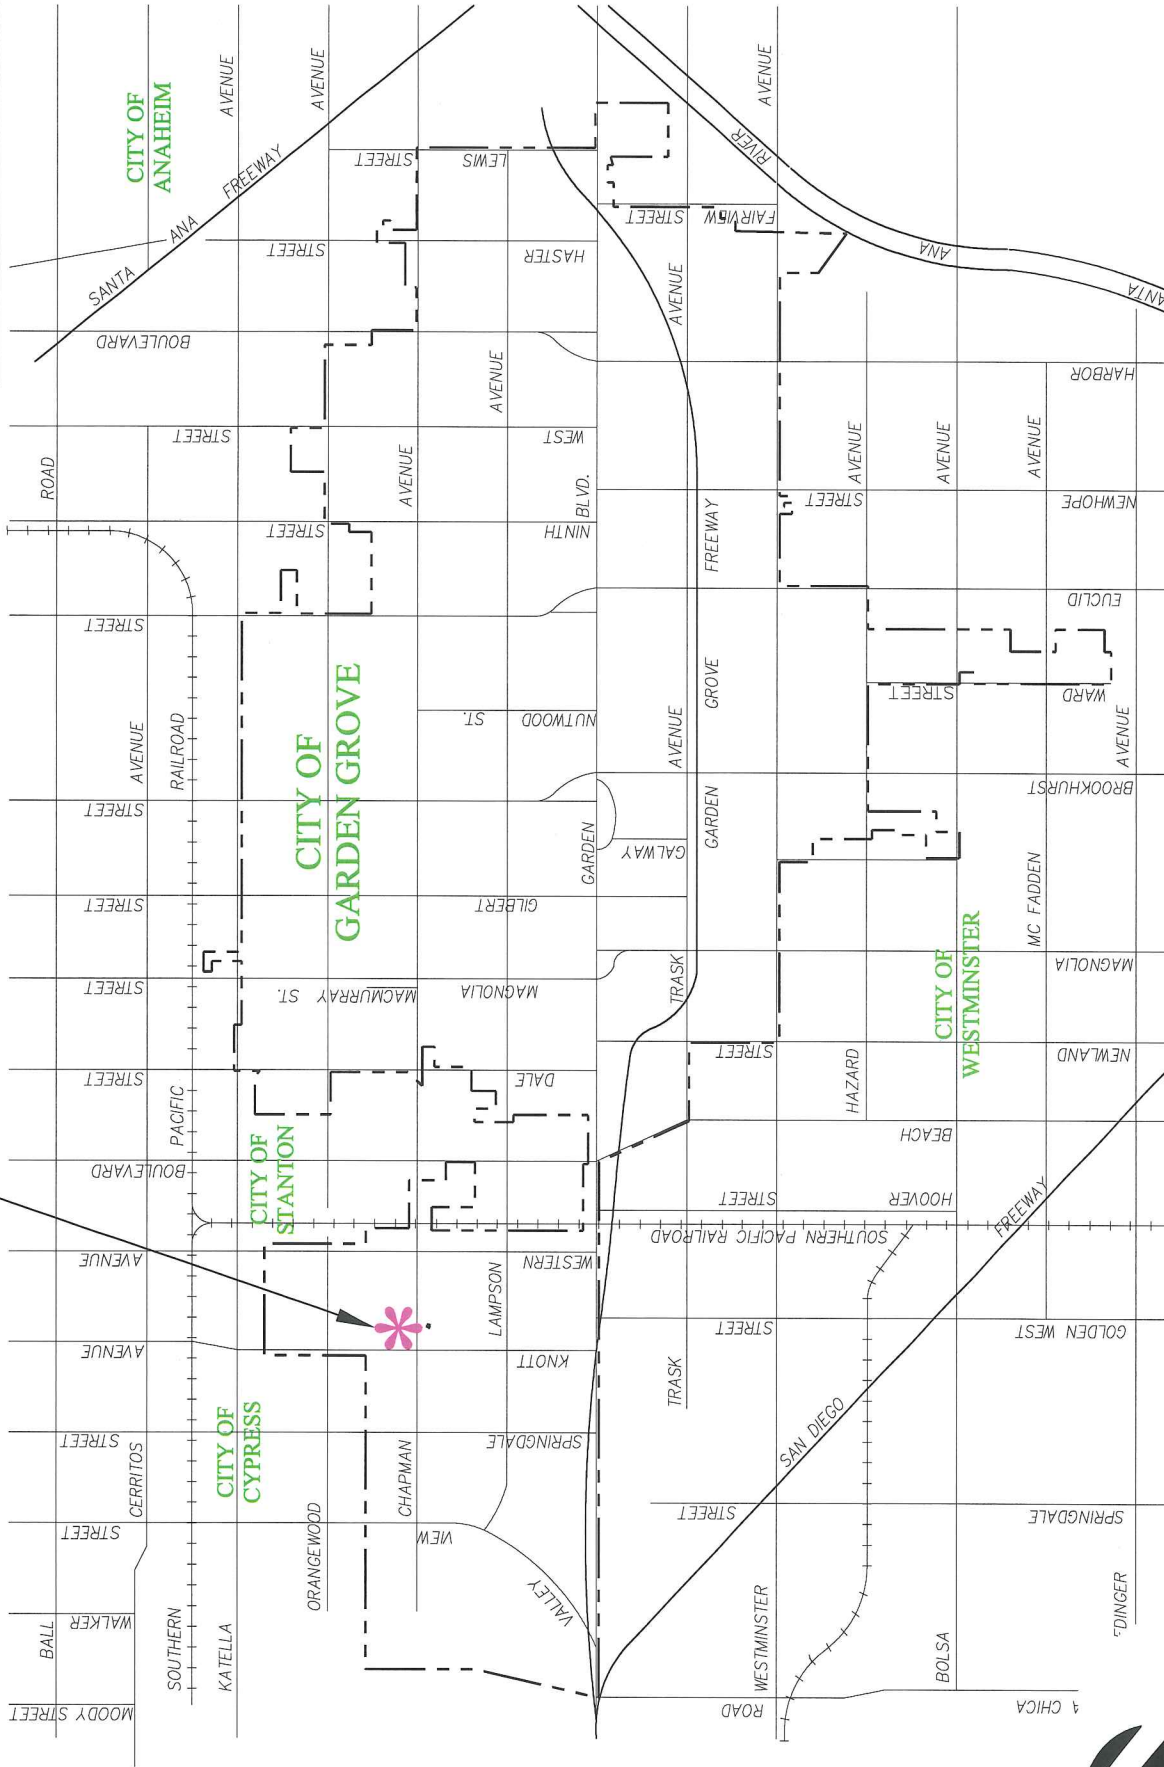 CITY OF
ANAHEIM
AVENUE
AVENUE
AVENUE
FREEWAY
STREET
LEWIS
RIVER
ANA
SANTA
STREET
HASTER
STREET
FAIRVIEW
ANA
BOULEVARD
AVENUE
AVENUE
HARBOR
ROAD
STREET
AVENUE
WEST
AVENUE
AVENUE
AVENUE
STREET
NINTH
BLVD.
FREEWAY
STREET
NEWHOPE
STREET
EUCLID
AVENUE
RAILROAD
CITY OF
GARDEN GROVE
ST.
NUTWOOD
AVENUE
GROVE
STREET
WARD
AVENUE
STREET
GARDEN
GALWAY
GARDEN
BROOKHURST
STREET
GILBERT
MC FADDEN
STREET
MACMURRAY ST.
MAGNOLIA
TRASK
CITY OF
WESTMINSTER
MAGNOLIA
STREET
PACIFIC
DALE
STREET
HAZARD
NEWLAND
BOULEVARD
CITY OF
STANTON
BEACH
STREET
HOOVER
FREEWAY
AVENUE
WESTERN
SOUTHERN PACIFIC RAILROAD
AVENUE
LAMPSON
KNOTT
STREET
GOLDEN WEST
STREET
CERRITOS
CITY OF
CYPRESS
CHAPMAN
SPRINGDALE
TRASK
SAN DIEGO
STREET
ORANGEWOOD
VIEW
VALLEY
STREET
SPRINGDALE
BALL
WALKER
SOUTHERN
KATELLA
WESTMINSTER
BOLSA
MOODY STREET
ROAD
CHICA